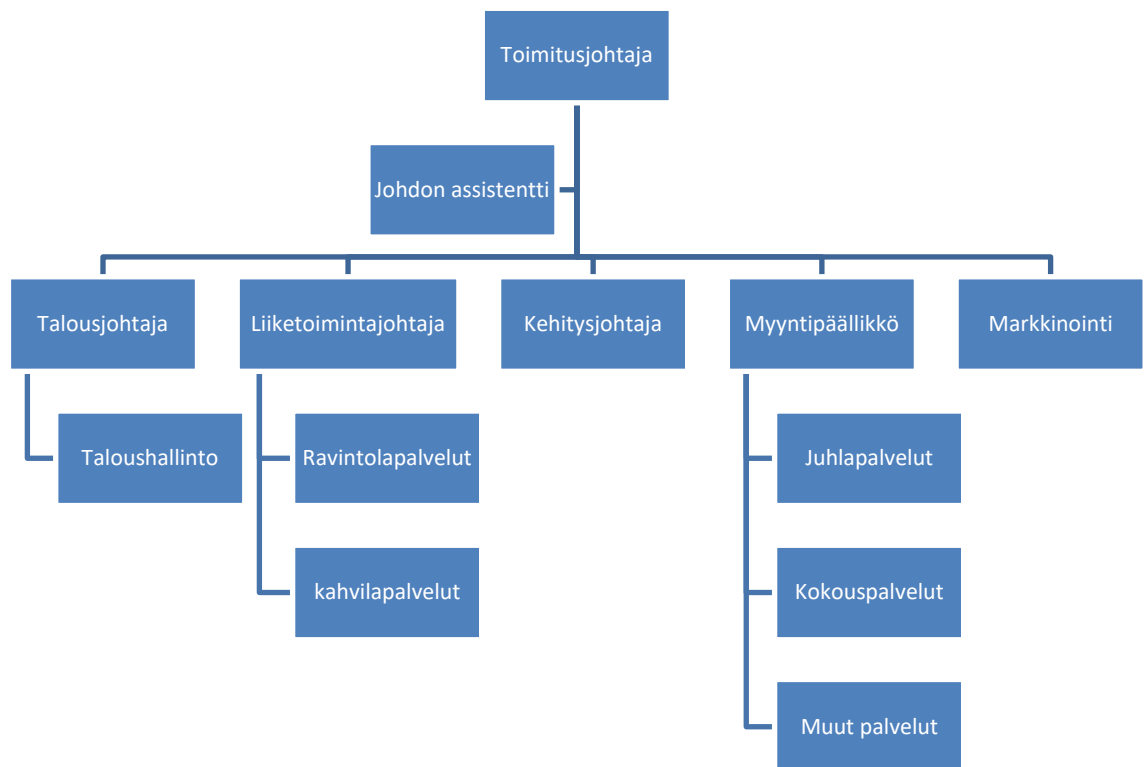 Toimitusjohtaja
Johdon assistentti
Talousjohtaja
Liiketoimintajohtaja
Kehitysjohtaja
Myyntipäällikkö
Markkinointi
Taloushallinto
Ravintolapalvelut
Juhlapalvelut
kahvilapalvelut
Kokouspalvelut
Muut palvelut